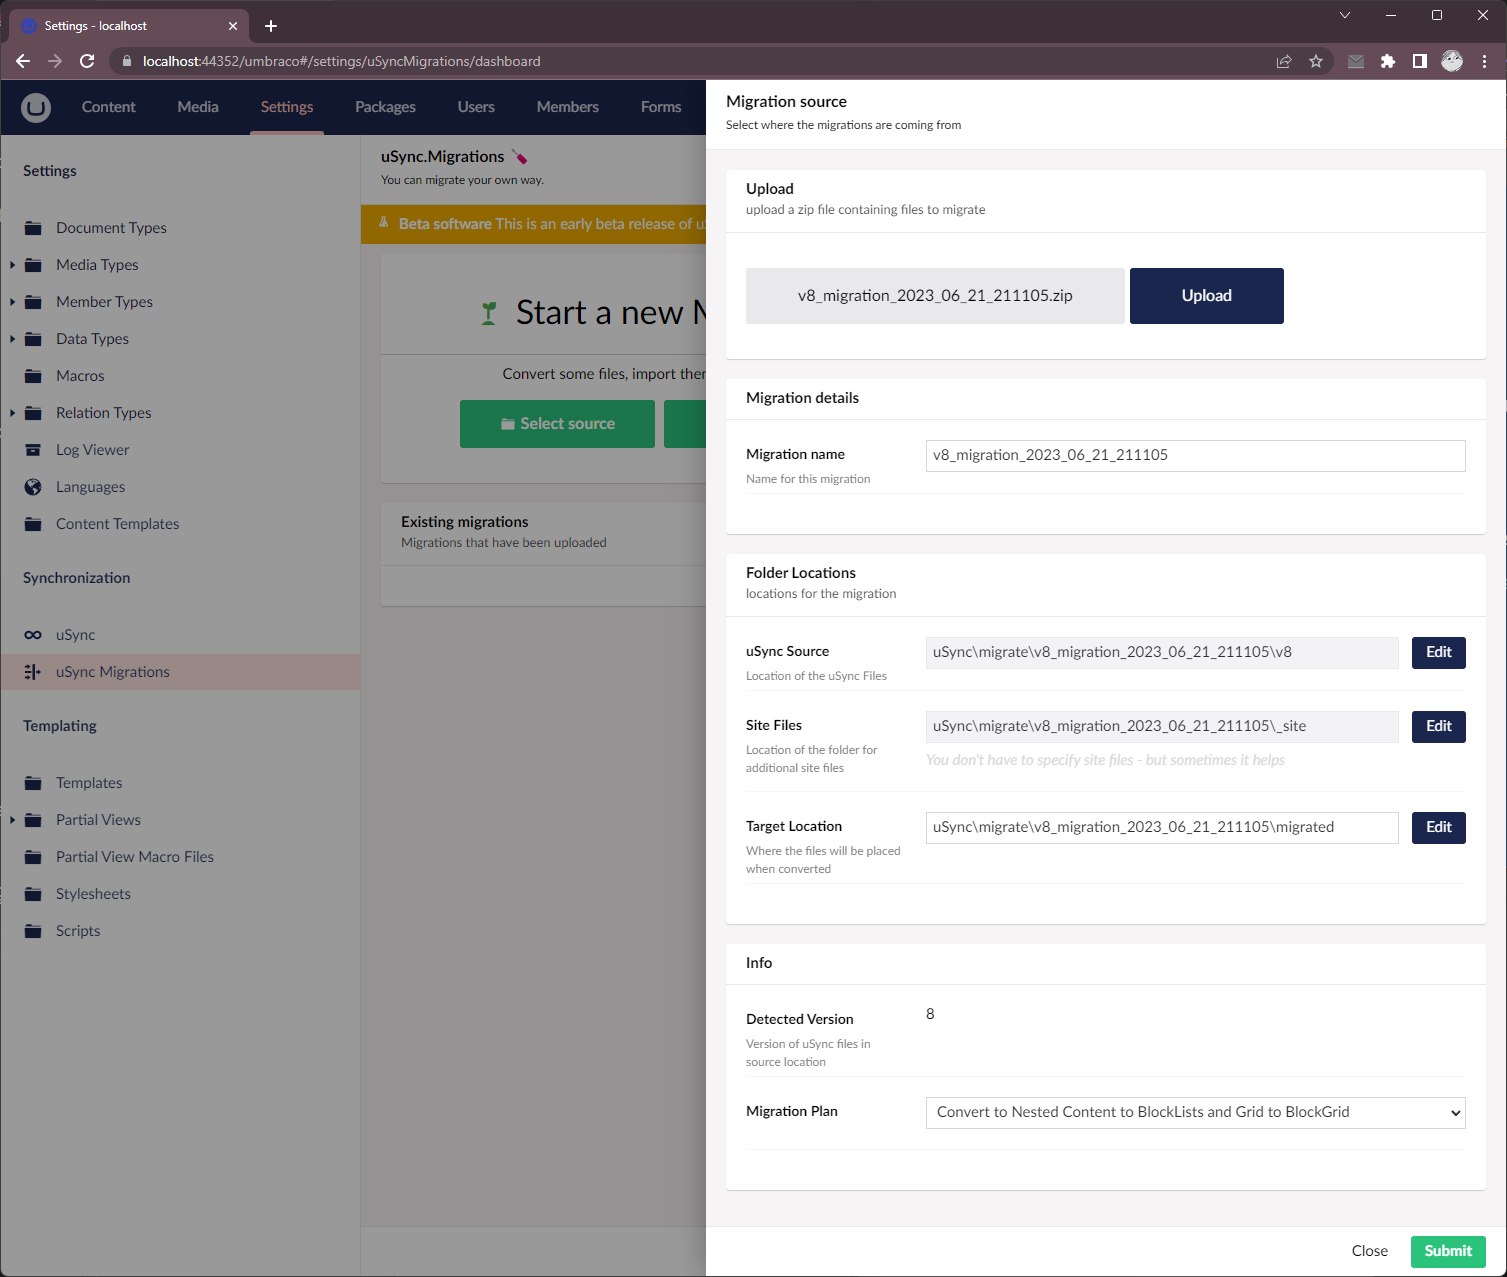 Settings - localhost
localhost:44352/umbraco#/settings/uSyncMigrations/dashboard
Content
Media
Settings
Packages
Users
Members
Forms
Settings
Document Types
Media Types
Member Types
Data Types
Macros
Relation Types
Log Viewer
Languages
Content Templates
Synchronization
uSync
uSync Migrations
Templating
Templates
Partial Views
Partial View Macro Files
Stylesheets
Scripts
uSync.Migrations
You can migrate your own way.
Beta software This is an early beta release of
Start a new
Convert some files, import
Select source
Existing migrations
Migrations that have been uploaded
Migration source
Select where the migrations are coming from
Upload
upload a zip file containing files to migrate
v8_migration_2023_06_21_211105.zip
Upload
Migration details
Migration name
v8_migration_2023_06_21_211105
Name for this migration
Folder Locations
locations for the migration
uSync Source
uSync\migrate\v8_migration_2023_06_21_211105\v8
Edit
Location of the uSync Files
Site Files
uSync\migrate\v8_migration_2023_06_21_211105\_site
Edit
Location of the folder for
additional site files
You don't have to specify site files - but sometimes it helps
Target Location
uSync\migrate\v8_migration_2023_06_21_211105\migrated
Edit
Where the files will be placed
when converted
Info
Detected Version
8
Version of uSync files in
source location
Migration Plan
Convert to Nested Content to BlockLists and Grid to BlockGrid
Close
Submit